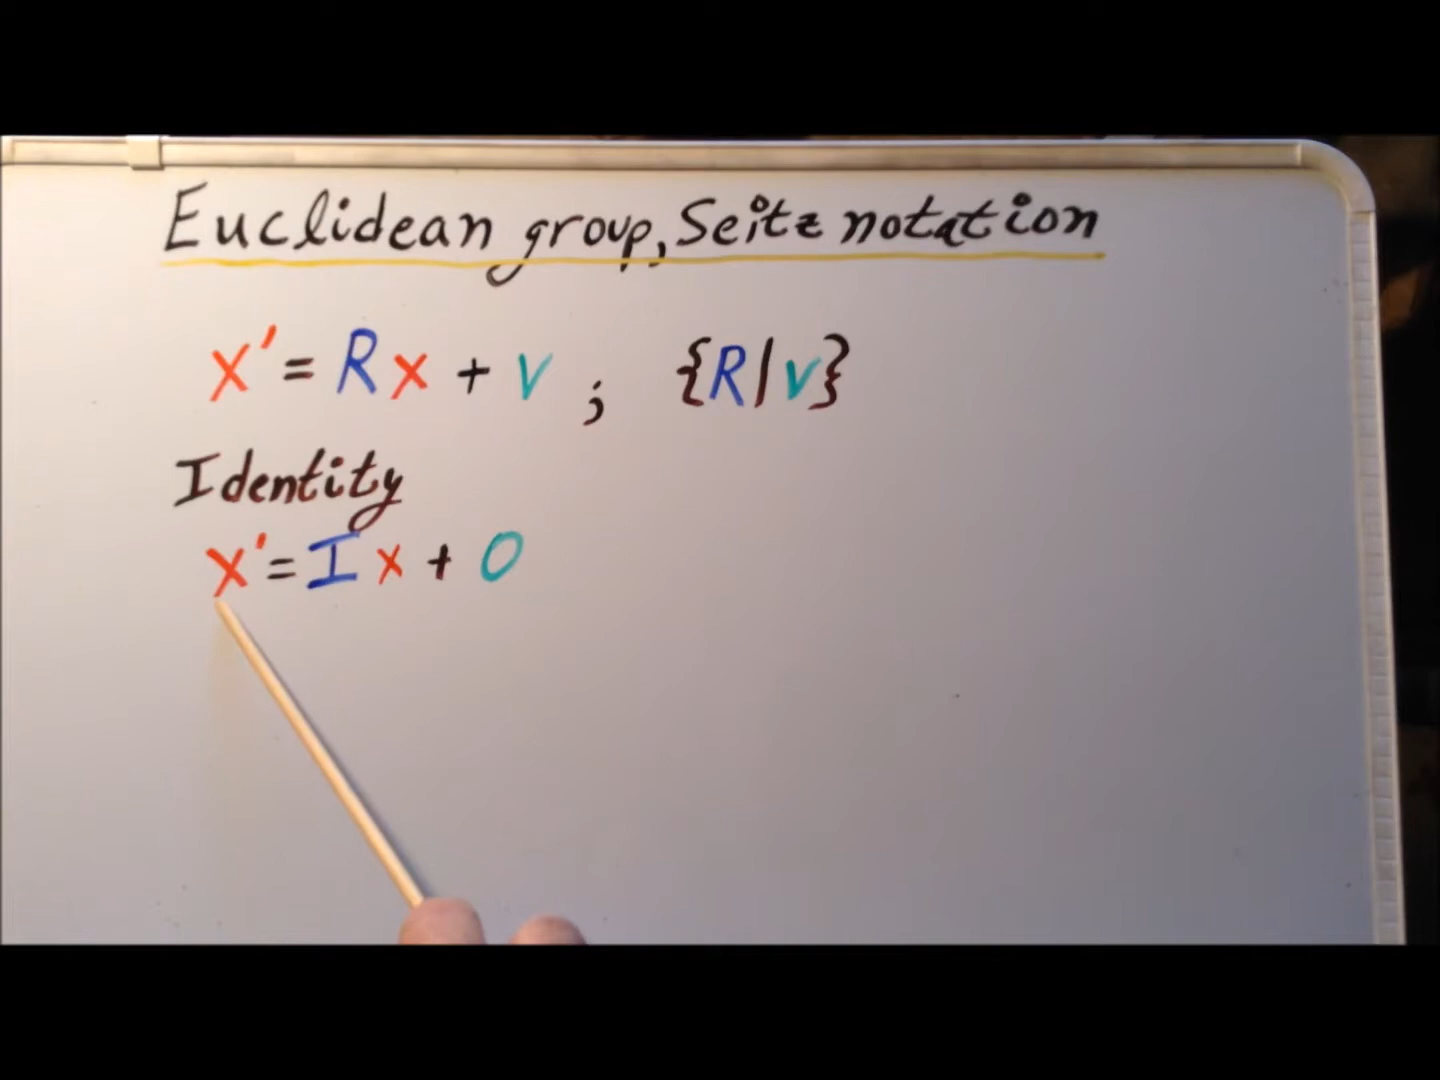 Euclidean group, Seitz notation
x' = Rx + v ; {R|v}
Identity
x' = Ix + 0